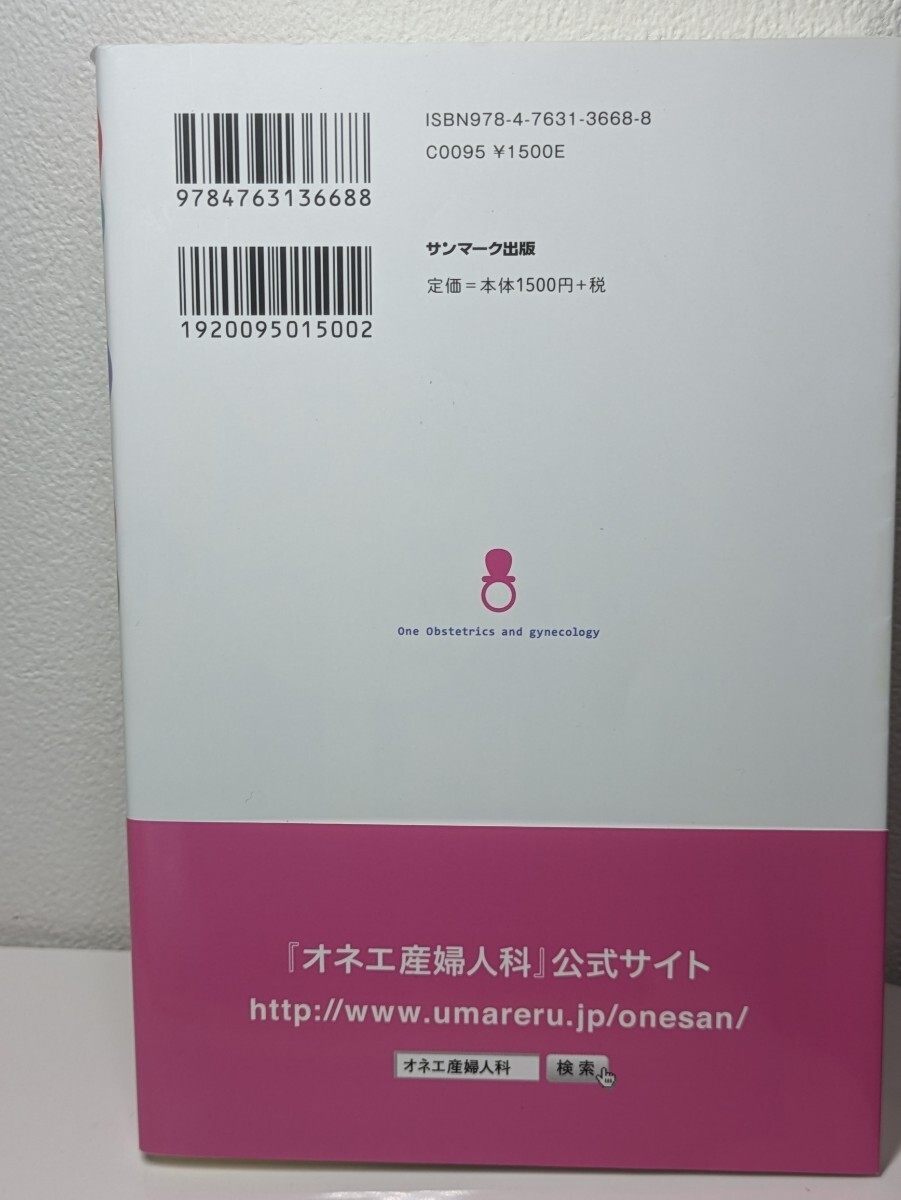 ISBN978-4-7631-3668-8
C0095 ¥1500E
9784763136688
サンマーク出版
定価=本体1500円+税
1920095015002
One Obstetrics and gynecology
『オネエ産婦人科』公式サイト
http://www.umareru.jp/onesan/
オネエ産婦人科 検索